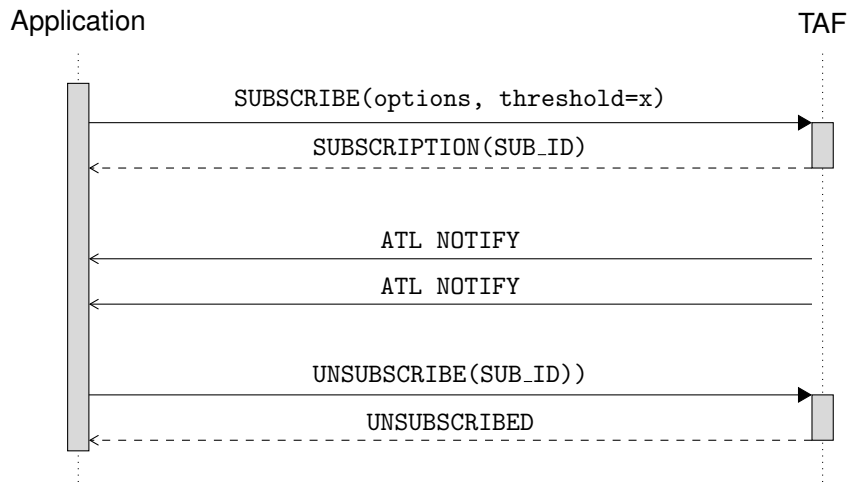 Application
TAF
SUBSCRIBE(options, threshold=x)
SUBSCRIPTION(SUB_ID)
ATL NOTIFY
ATL NOTIFY
UNSUBSCRIBE(SUB_ID))
UNSUBSCRIBED